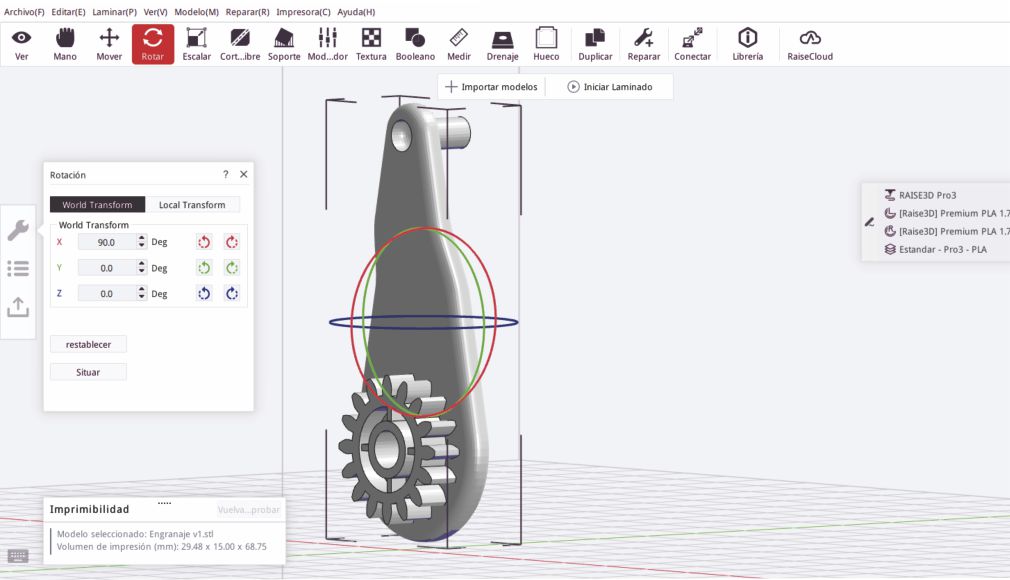 Archivo(F) Editar(E) Laminar(P) Ver(V) Modelo(M) Reparar(R) Impresora(C) Ayuda(H)
Ver Mano Mover Rotar Escalar Cort...ibre Soporte Mod...dor Textura Booleano Medir Drenaje Hueco Duplicar Reparar Conectar Librería RaiseCloud
Importar modelos Iniciar Laminado
Rotación ? ×
World Transform Local Transform
World Transform
X 90.0 Deg
Y 0.0 Deg
Z 0.0 Deg
restablecer
Situar
RAISE3D Pro3
[Raise3D] Premium PLA 1.7
[Raise3D] Premium PLA 1.7
Estandar - Pro3 - PLA
Imprimibilidad Vuelva...probar
Modelo seleccionado: Engranaje v1.stl
Volumen de impresión (mm): 29.48 x 15.00 x 68.75